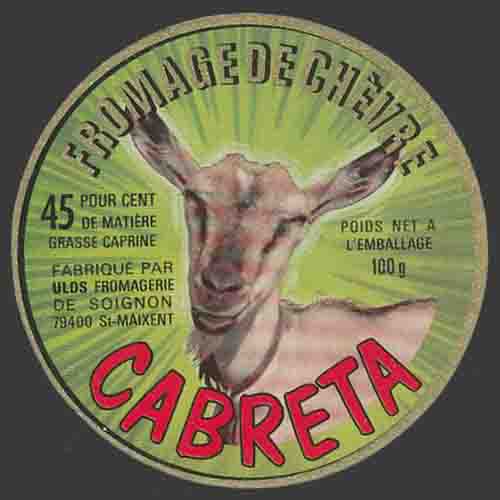 FROMAGE DE CHÈVRE
45 POUR CENT
DE MATIÈRE
GRASSE CAPRINE
FABRIQUÉ PAR
ULOS FROMAGERIE
DE SOIGNON
79400 St-MAIXENT
POIDS NET A
L'EMBALLAGE
100 g
CABRETA